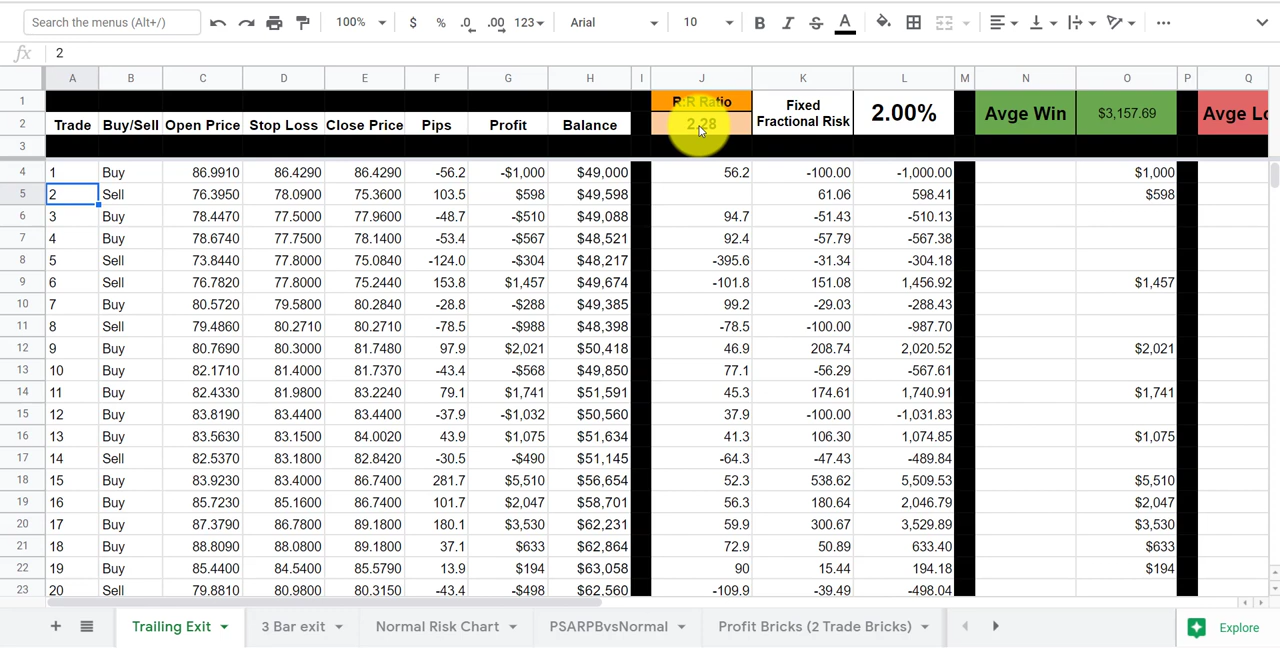 Search the menus (Alt+/) 100% $ % .0 .00 123 Arial 10 B I S A
fx 2
A B C D E F G H I J K L M N O P Q
1 R:R Ratio Fixed Fractional Risk 2.00% Avge Win $3,157.69 Avge Lo
2 Trade Buy/Sell Open Price Stop Loss Close Price Pips Profit Balance 2.28
3
4 1 Buy 86.9910 86.4290 86.4290 -56.2 -$1,000 $49,000 56.2 -100.00 -1,000.00 $1,000
5 2 Sell 76.3950 78.0900 75.3600 103.5 $598 $49,598 61.06 598.41 $598
6 3 Buy 78.4470 77.5000 77.9600 -48.7 -$510 $49,088 94.7 -51.43 -510.13
7 4 Buy 78.6740 77.7500 78.1400 -53.4 -$567 $48,521 92.4 -57.79 -567.38
8 5 Sell 73.8440 77.8000 75.0840 -124.0 -$304 $48,217 -395.6 -31.34 -304.18
9 6 Sell 76.7820 77.8000 75.2440 153.8 $1,457 $49,674 -101.8 151.08 1,456.92 $1,457
10 7 Buy 80.5720 79.5800 80.2840 -28.8 -$288 $49,385 99.2 -29.03 -288.43
11 8 Sell 79.4860 80.2710 80.2710 -78.5 -$988 $48,398 -78.5 -100.00 -987.70
12 9 Buy 80.7690 80.3000 81.7480 97.9 $2,021 $50,418 46.9 208.74 2,020.52 $2,021
13 10 Buy 82.1710 81.4000 81.7370 -43.4 -$568 $49,850 77.1 -56.29 -567.61
14 11 Buy 82.4330 81.9800 83.2240 79.1 $1,741 $51,591 45.3 174.61 1,740.91 $1,741
15 12 Buy 83.8190 83.4400 83.4400 -37.9 -$1,032 $50,560 37.9 -100.00 -1,031.83
16 13 Buy 83.5630 83.1500 84.0020 43.9 $1,075 $51,634 41.3 106.30 1,074.85 $1,075
17 14 Sell 82.5370 83.1800 82.8420 -30.5 -$490 $51,145 -64.3 -47.43 -489.84
18 15 Buy 83.9230 83.4000 86.7400 281.7 $5,510 $56,654 52.3 538.62 5,509.53 $5,510
19 16 Buy 85.7230 85.1600 86.7400 101.7 $2,047 $58,701 56.3 180.64 2,046.79 $2,047
20 17 Buy 87.3790 86.7800 89.1800 180.1 $3,530 $62,231 59.9 300.67 3,529.89 $3,530
21 18 Buy 88.8090 88.0800 89.1800 37.1 $633 $62,864 72.9 50.89 633.40 $633
22 19 Buy 85.4400 84.5400 85.5790 13.9 $194 $63,058 90 15.44 194.18 $194
23 20 Sell 79.8810 80.9800 80.3150 -43.4 -$498 $62,560 -109.9 -39.49 -498.04
Trailing Exit 3 Bar exit Normal Risk Chart PSARPBvsNormal Profit Bricks (2 Trade Bricks) Explore